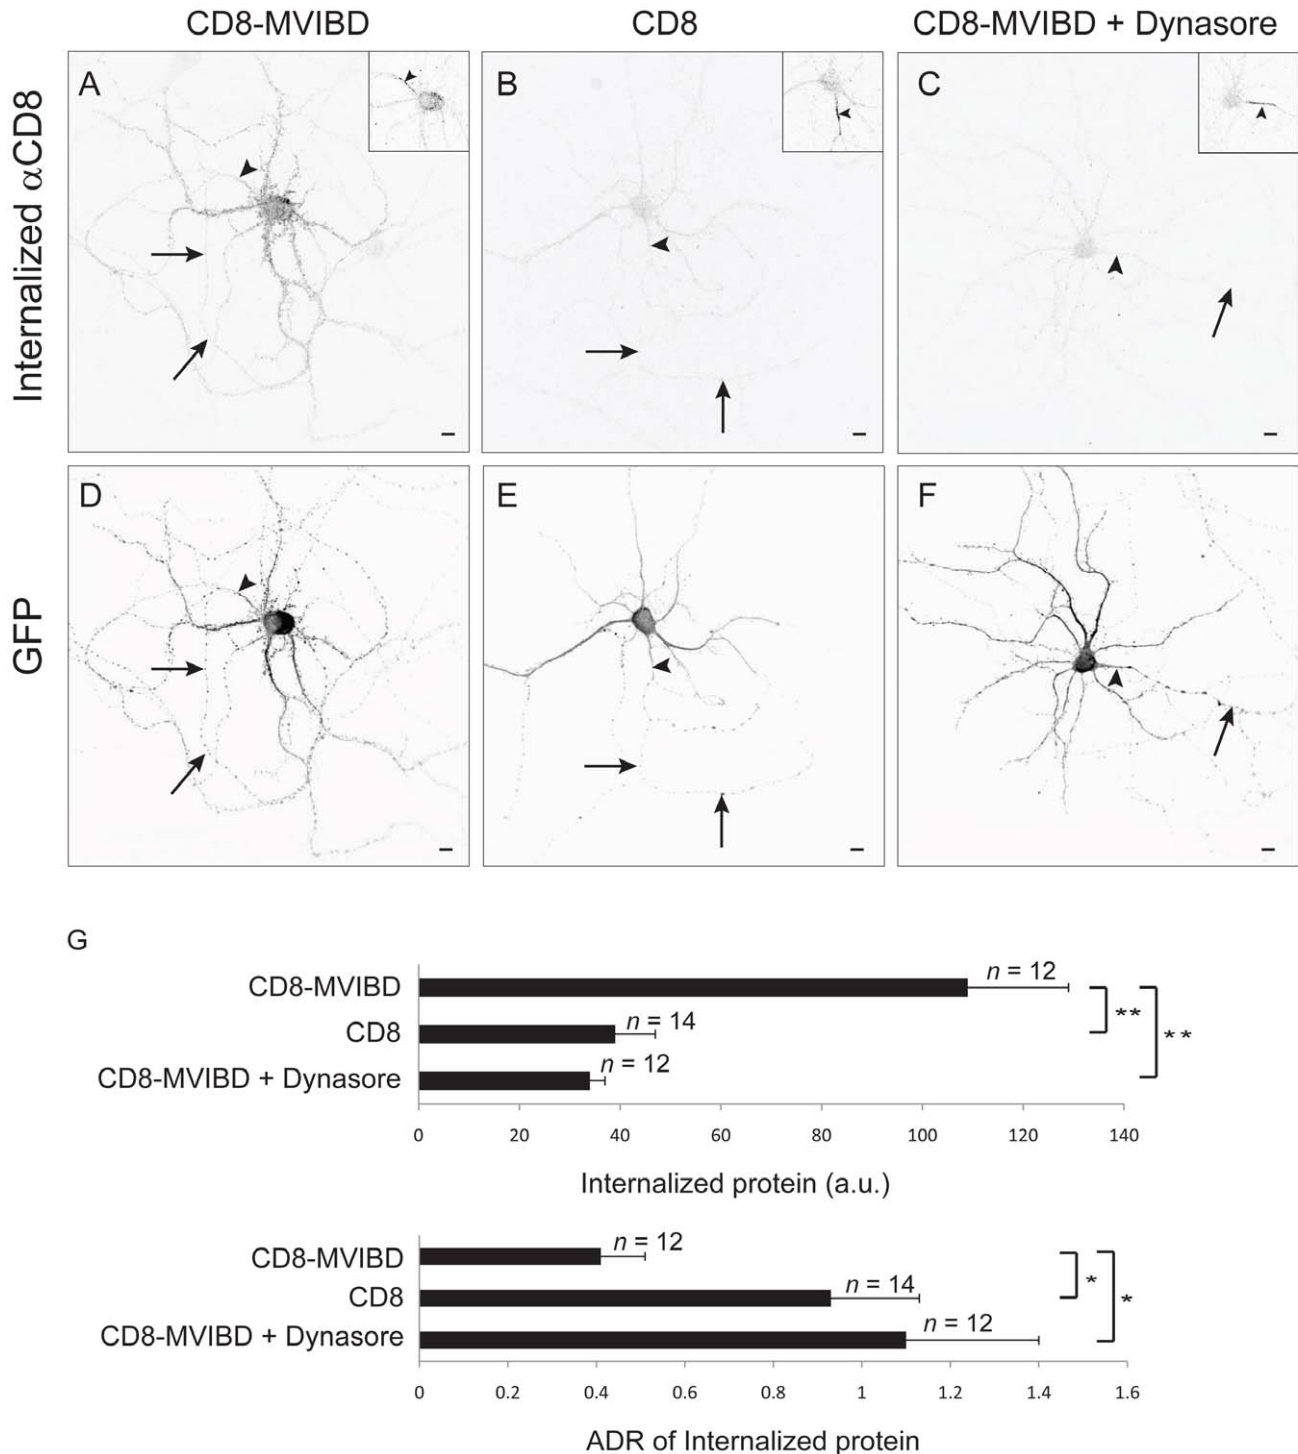 CD8-MVIBD CD8 CD8-MVIBD + Dynasore
Internalized αCD8
A B C
GFP
D E F
G
CD8-MVIBD n = 12
CD8 n = 14
CD8-MVIBD + Dynasore n = 12
** **
0 20 40 60 80 100 120 140
Internalized protein (a.u.)
CD8-MVIBD n = 12
CD8 n = 14
CD8-MVIBD + Dynasore n = 12
* *
0 0.2 0.4 0.6 0.8 1 1.2 1.4 1.6
ADR of Internalized protein